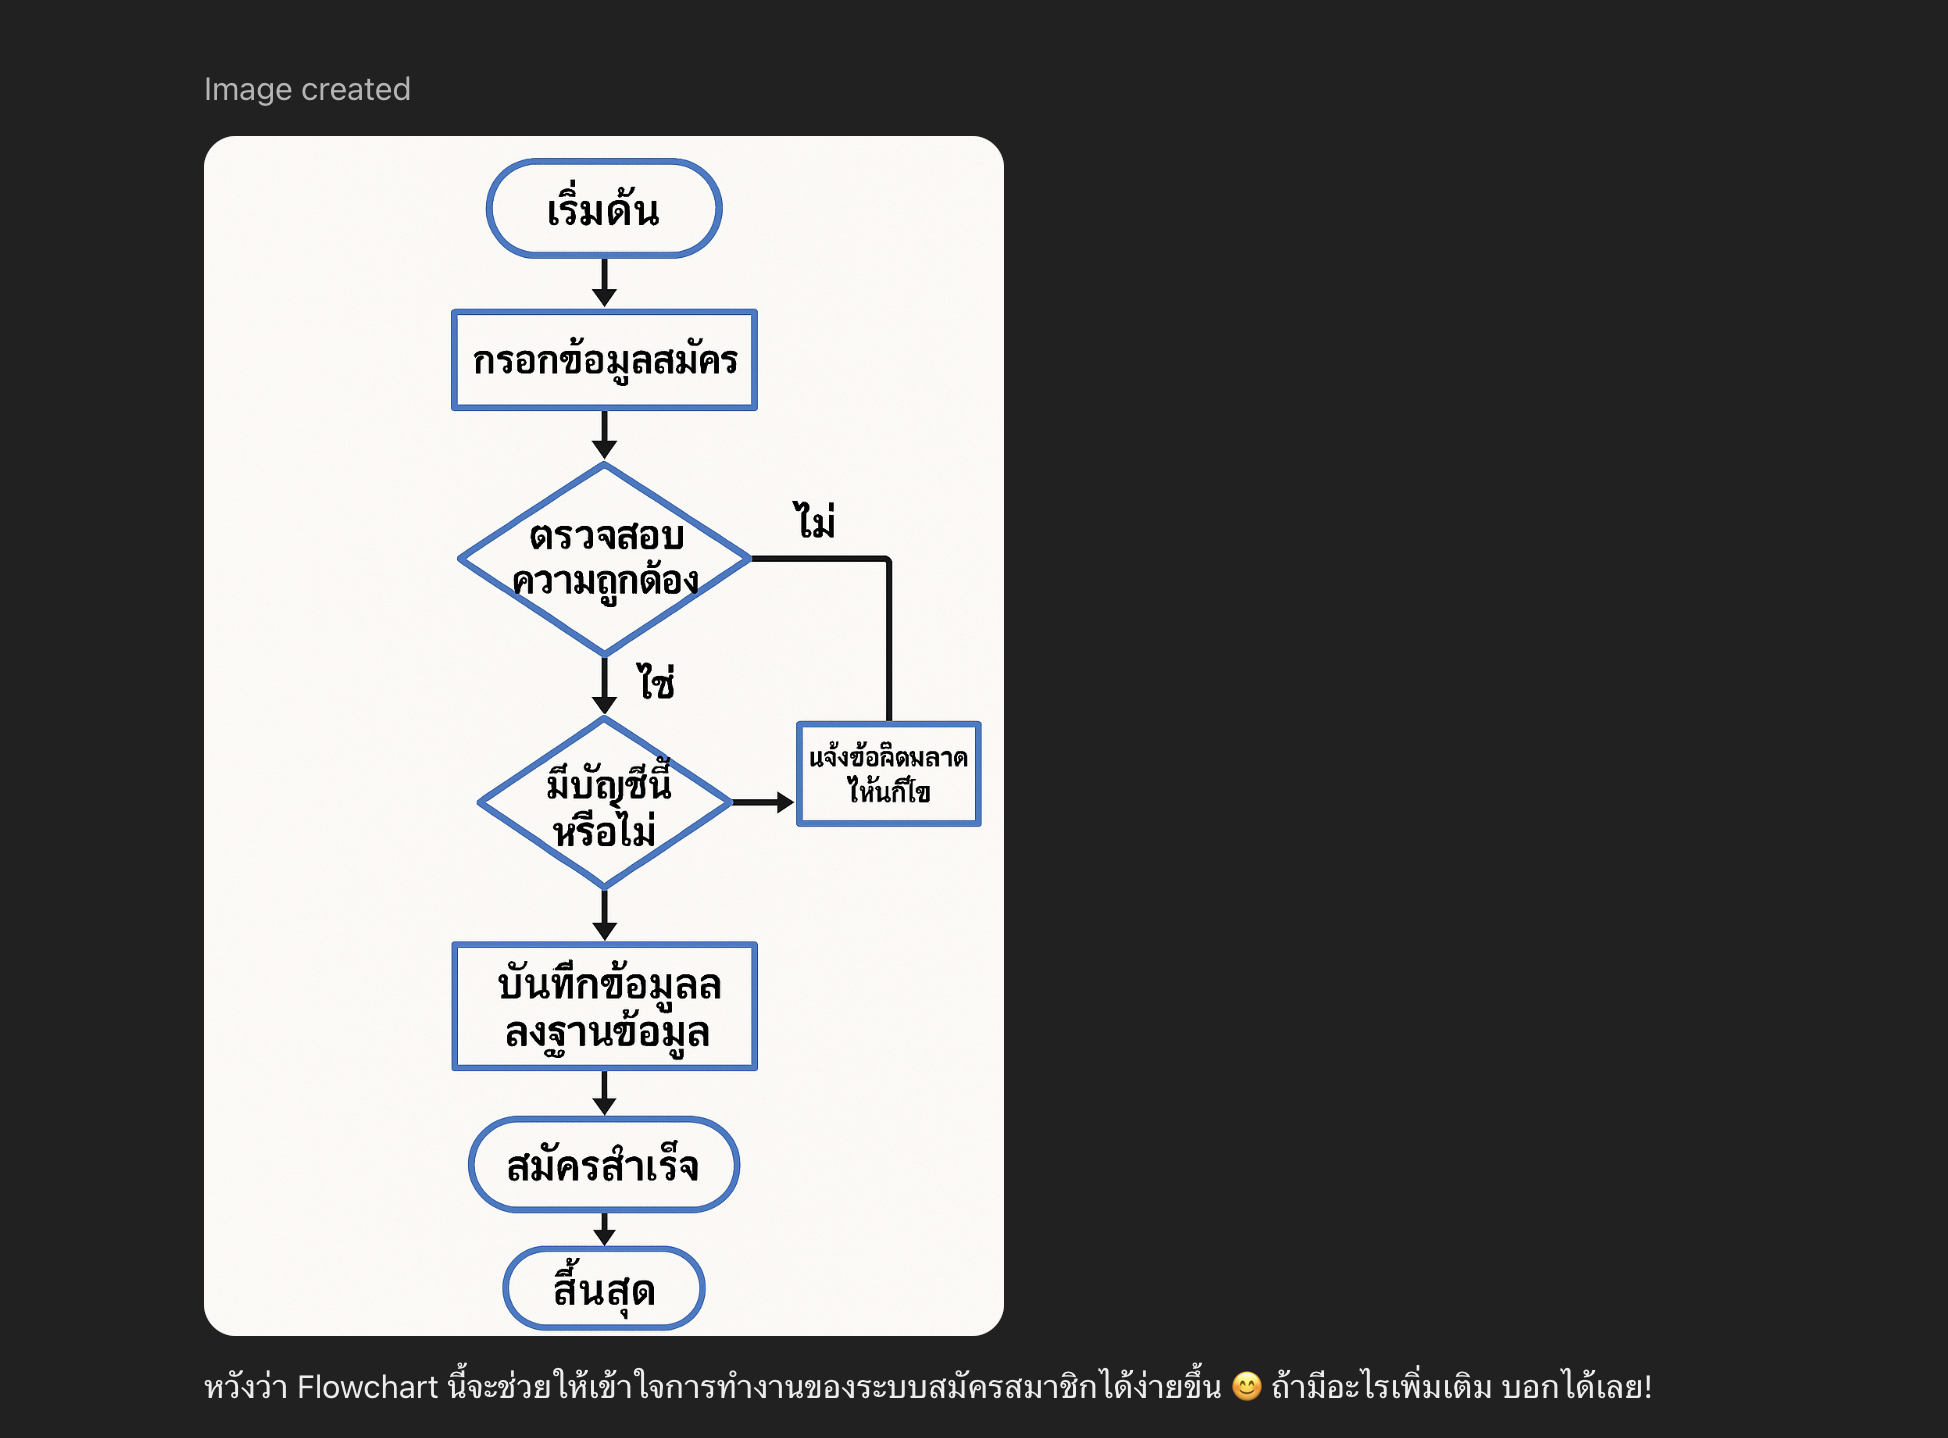 Image created
เริ่มด้น
กรอกข้อมูลสมัคร
ตรวจสอบ
ความถูกด้อง
ไม่
ไช่
มีบัญชีนี้
หรือไม่
แจ้งข้อผิดมลาด
ไห้นก๊ไข
บันทึกข้อมูลล
ลงฐานข้อมูล
สมัครสำเร็จ
สิ้นสุด
หวังว่า Flowchart นี้จะช่วยให้เข้าใจการทำงานของระบบสมัครสมาชิกได้ง่ายขึ้น 😊 ถ้ามีอะไรเพิ่มเติม บอกได้เลย!